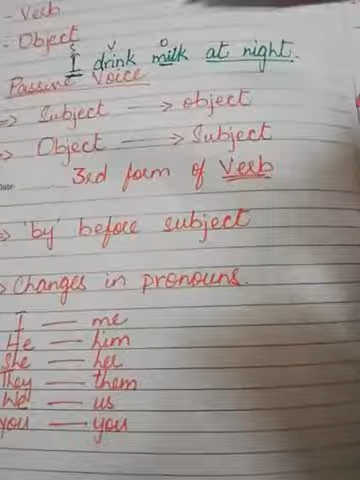 - Verb
- Object
S V O
I drink milk at night.
Passive Voice
=> Subject —> object
=> Object —> Subject
3rd form of Verb
=> 'by' before subject
> Changes in pronouns.
I — me
He — him
She — her
They — them
We — us
you — you